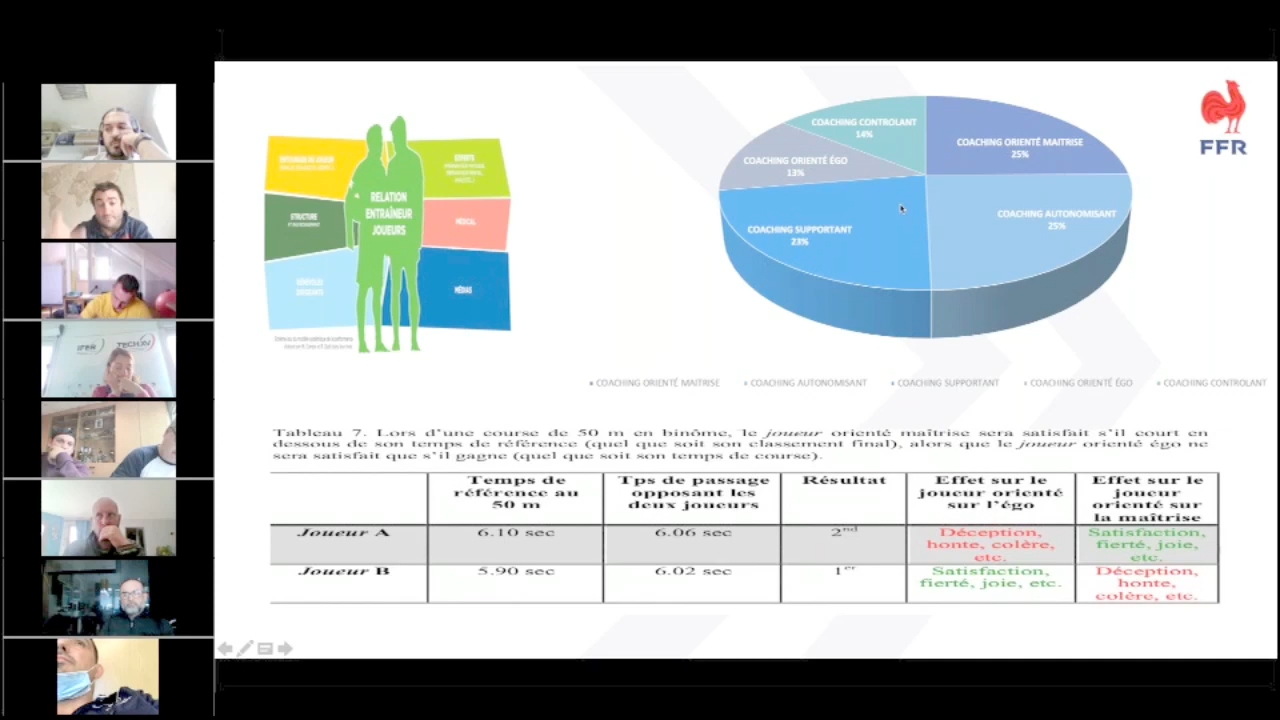 IFER
TECHXV
RELATION
ENTRAÎNEUR
JOUEURS
EXPERTS
STRUCTURE
MÉDICAL
MÉDIAS
COACHING CONTROLANT
14%
COACHING ORIENTÉ MAITRISE
25%
COACHING ORIENTÉ ÉGO
13%
COACHING AUTONOMISANT
25%
COACHING SUPPORTANT
23%
FFR
COACHING ORIENTÉ MAITRISE
COACHING AUTONOMISANT
COACHING SUPPORTANT
COACHING ORIENTÉ ÉGO
COACHING CONTROLANT
Tableau 7. Lors d'une course de 50 m en binôme, le joueur orienté maîtrise sera satisfait s'il court en
dessous de son temps de référence (quel que soit son classement final), alors que le joueur orienté égo ne
sera satisfait que s'il gagne (quel que soit son temps de course).
Temps de
référence au
50 m
Tps de passage
opposant les
deux joueurs
Résultat
Effet sur le
joueur orienté
sur l'égo
Effet sur le
joueur
orienté sur
la maîtrise
Joueur A
6.10 sec
6.06 sec
2nd
Déception,
honte, colère,
etc.
Satisfaction,
fierté, joie,
etc.
Joueur B
5.90 sec
6.02 sec
1er
Satisfaction,
fierté, joie, etc.
Déception,
honte,
colère, etc.